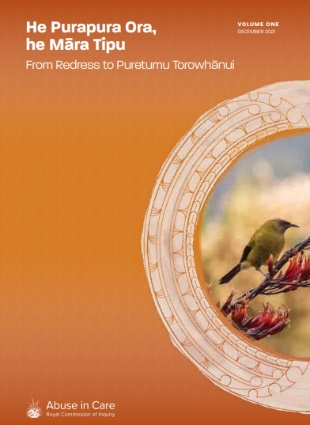 He Purapura Ora,
he Māra Tipu
From Redress to Puretumu Torowhānui
VOLUME ONE
DECEMBER 2021
Abuse in Care
Royal Commission of Inquiry